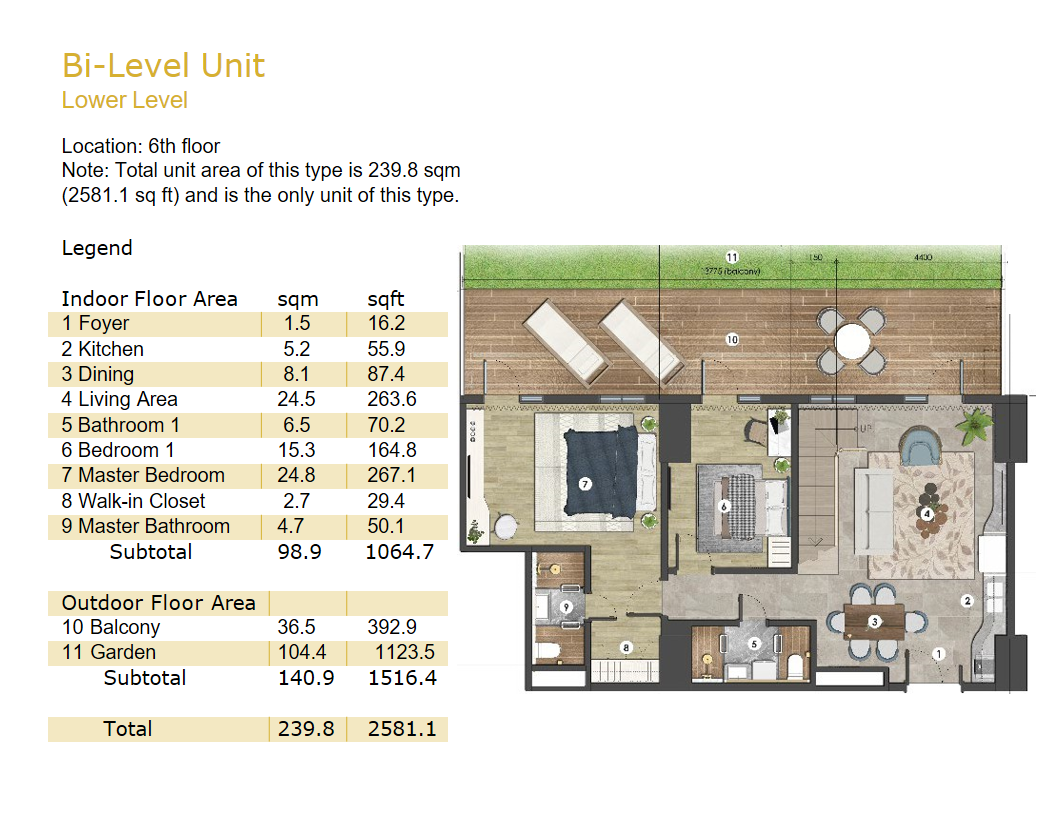 Bi-Level Unit
Lower Level
Location: 6th floor
Note: Total unit area of this type is 239.8 sqm
(2581.1 sq ft) and is the only unit of this type.
Legend
Indoor Floor Area sqm sqft
1 Foyer 1.5 16.2
2 Kitchen 5.2 55.9
3 Dining 8.1 87.4
4 Living Area 24.5 263.6
5 Bathroom 1 6.5 70.2
6 Bedroom 1 15.3 164.8
7 Master Bedroom 24.8 267.1
8 Walk-in Closet 2.7 29.4
9 Master Bathroom 4.7 50.1
Subtotal 98.9 1064.7
Outdoor Floor Area
10 Balcony 36.5 392.9
11 Garden 104.4 1123.5
Subtotal 140.9 1516.4
Total 239.8 2581.1
11
150 4400
(balcony)
10
UP
7
6
4
9
2
3
5
8
1